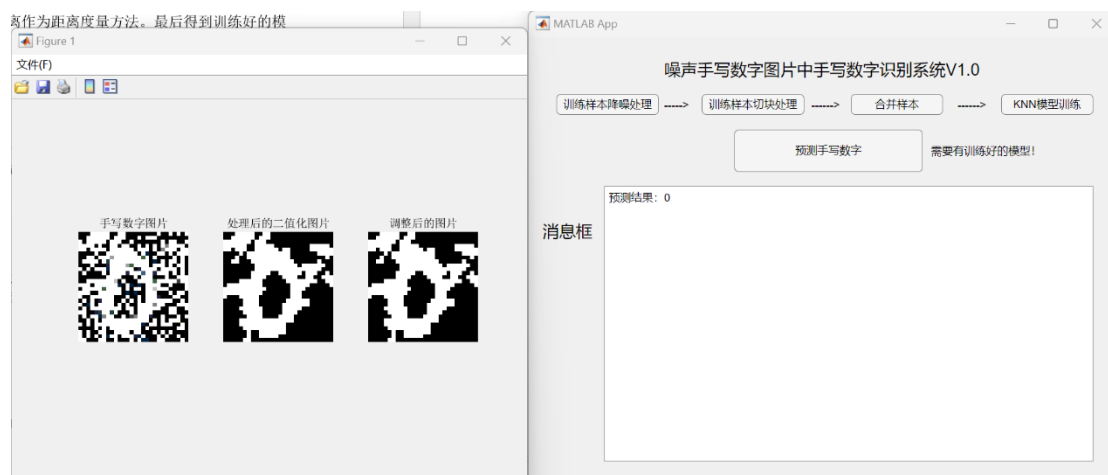 离作为距离度量方法。最后得到训练好的模
Figure 1
文件(F)
手写数字图片
处理后的二值化图片
调整后的图片
MATLAB App
噪声手写数字图片中手写数字识别系统V1.0
训练样本降噪处理 -----> 训练样本切块处理 ------> 合并样本 ------> KNN模型训练
预测手写数字 需要有训练好的模型！
消息框
预测结果：0